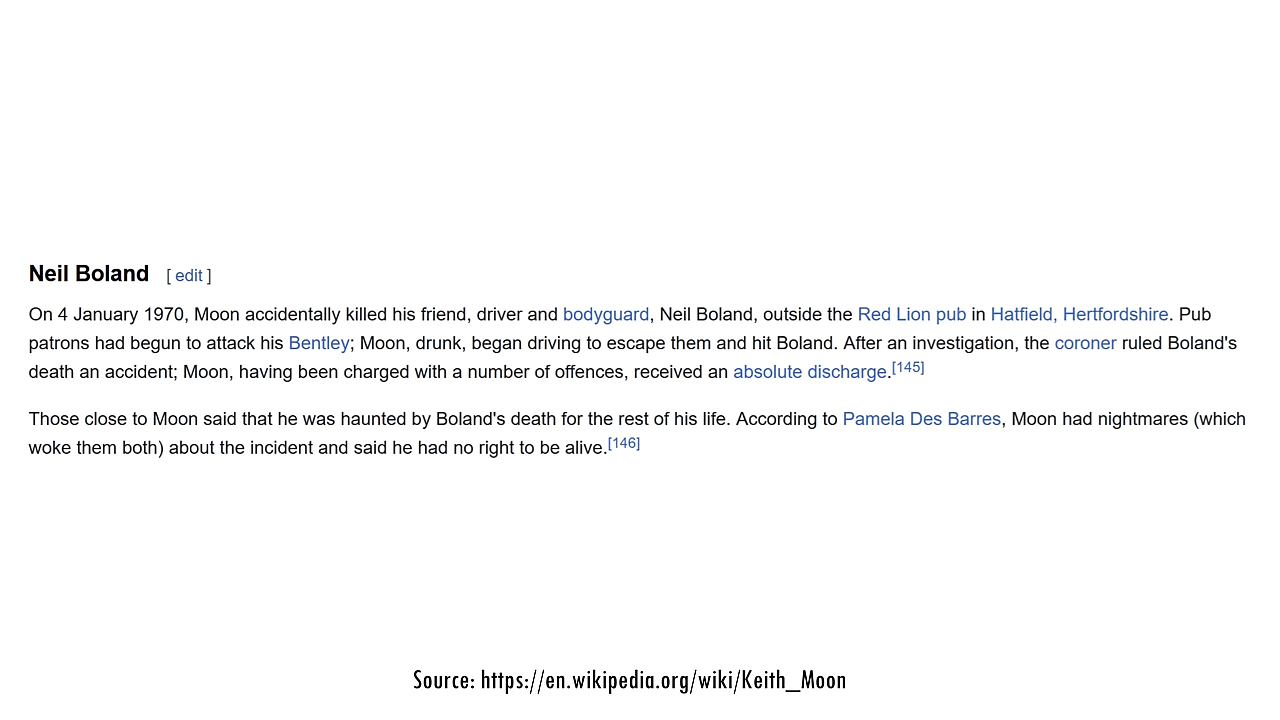 Neil Boland [ edit ]
On 4 January 1970, Moon accidentally killed his friend, driver and bodyguard, Neil Boland, outside the Red Lion pub in Hatfield, Hertfordshire. Pub
patrons had begun to attack his Bentley; Moon, drunk, began driving to escape them and hit Boland. After an investigation, the coroner ruled Boland's
death an accident; Moon, having been charged with a number of offences, received an absolute discharge.[145]
Those close to Moon said that he was haunted by Boland's death for the rest of his life. According to Pamela Des Barres, Moon had nightmares (which
woke them both) about the incident and said he had no right to be alive.[146]
Source: https://en.wikipedia.org/wiki/Keith_Moon